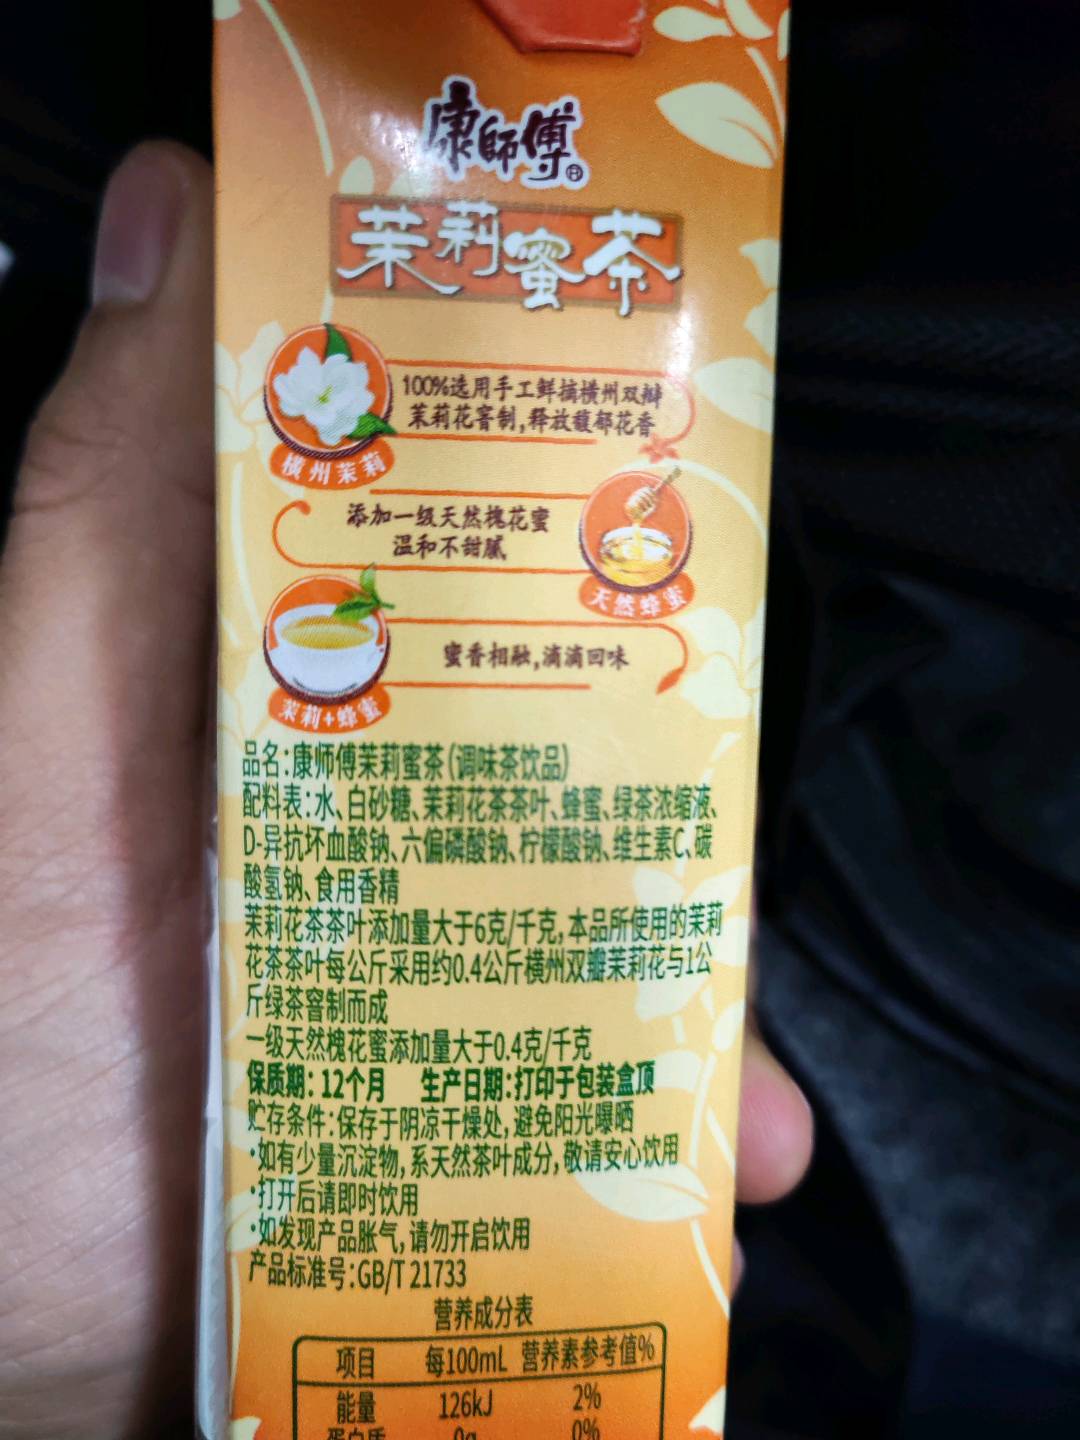 康師傅
茉莉蜜茶
100%选用手工鲜摘横州双瓣
茉莉花窨制,释放馥郁花香
横州茉莉
添加一级天然槐花蜜
温和不甜腻
天然蜂蜜
蜜香相融,滴滴回味
茉莉+蜂蜜
品名:康师傅茉莉蜜茶(调味茶饮品)
配料表:水、白砂糖、茉莉花茶茶叶、蜂蜜、绿茶浓缩液、
D-异抗坏血酸钠、六偏磷酸钠、柠檬酸钠、维生素C、碳
酸氢钠、食用香精
茉莉花茶茶叶添加量大于6克/千克,本品所使用的茉莉
花茶茶叶每公斤采用约0.4公斤横州双瓣茉莉花与1公
斤绿茶窨制而成
一级天然槐花蜜添加量大于0.4克/千克
保质期:12个月 生产日期:打印于包装盒顶
贮存条件:保存于阴凉干燥处,避免阳光曝晒
·如有少量沉淀物,系天然茶叶成分,敬请安心饮用
·打开后请即时饮用
·如发现产品胀气,请勿开启饮用
产品标准号:GB/T 21733
营养成分表
项目 每100mL 营养素参考值%
能量 126kJ 2%
蛋白质 0g 0%